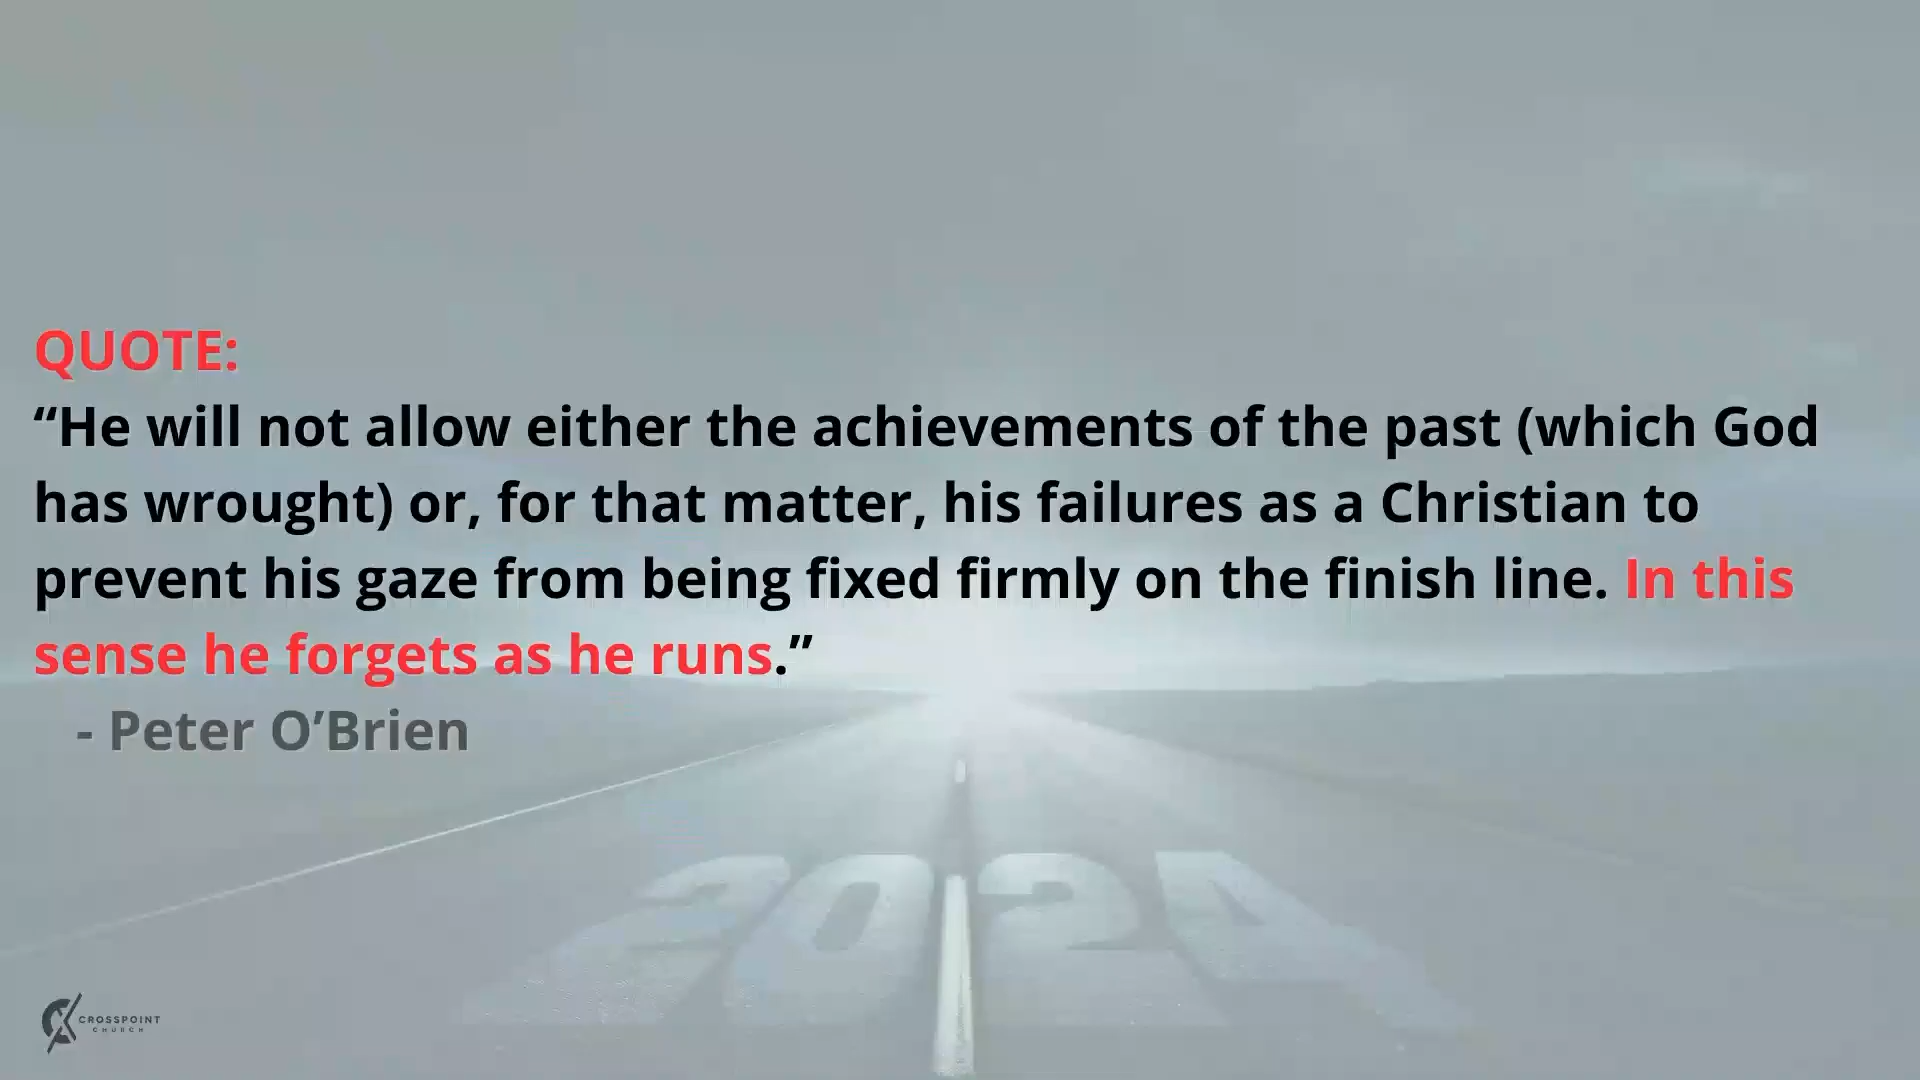 QUOTE:
“He will not allow either the achievements of the past (which God
has wrought) or, for that matter, his failures as a Christian to
prevent his gaze from being fixed firmly on the finish line. In this
sense he forgets as he runs.”
- Peter O’Brien
2024
CROSSPOINT
CHURCH